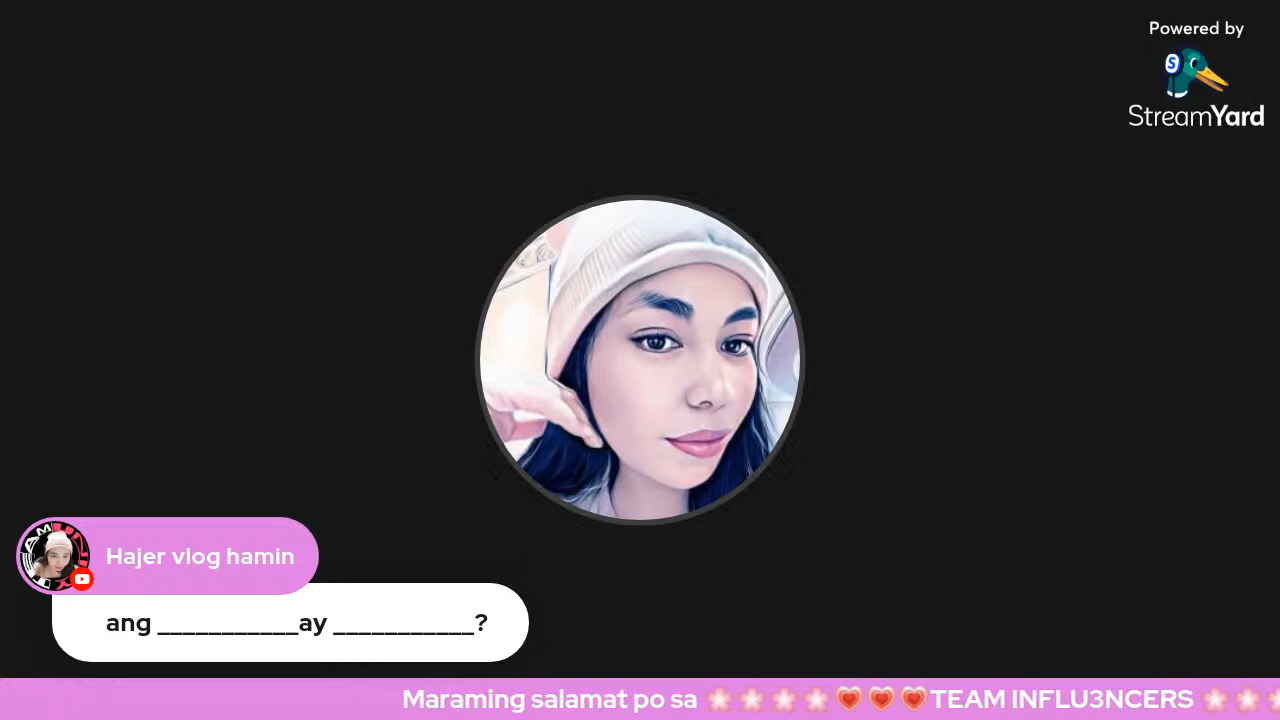 Powered by
StreamYard
Hajer vlog hamin
ang ___________ay ___________?
Maraming salamat po sa 🌸🌸🌸🌸💗💗💗TEAM INFLU3NCERS 🌸🌸🌸